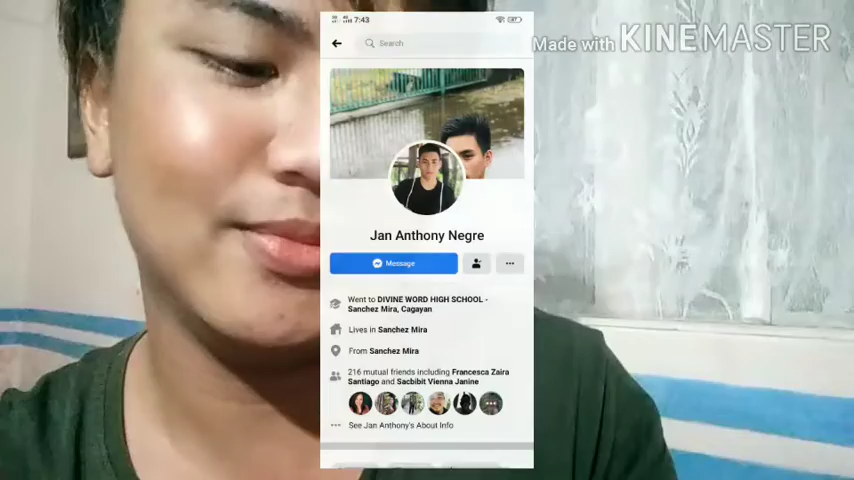 7:43
87
Search
Made with KINEMASTER
Jan Anthony Negre
Message
Went to DIVINE WORD HIGH SCHOOL -
Sanchez Mira, Cagayan
Lives in Sanchez Mira
From Sanchez Mira
216 mutual friends including Francesca Zaira
Santiago and Sacbibit Vienna Janine
See Jan Anthony's About Info